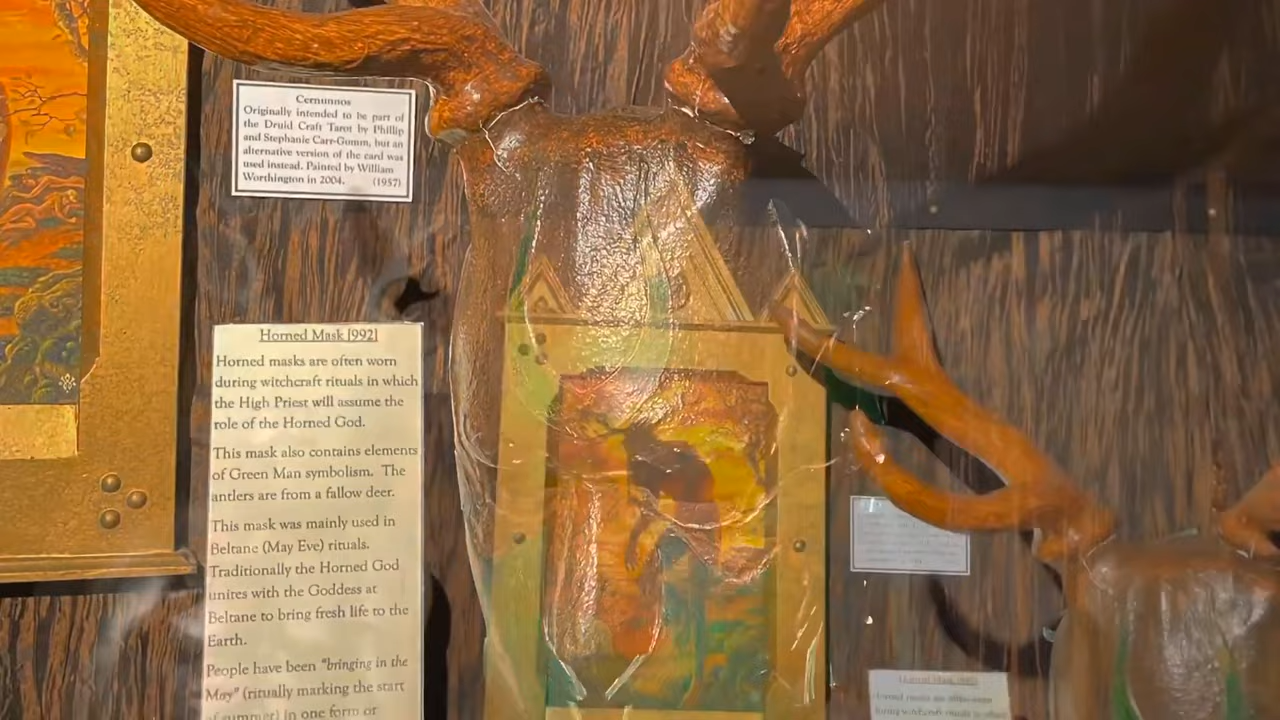 Cernunnos
Originally intended to be part of
the Druid Craft Tarot by Phillip
and Stephanie Carr-Gomm, but an
alternative version of the card was
used instead. Painted by William
Worthington in 2004. (1957)
Horned Mask [992]
Horned masks are often worn
during witchcraft rituals in which
the High Priest will assume the
role of the Horned God.
This mask also contains elements
of Green Man symbolism. The
antlers are from a fallow deer.
This mask was mainly used in
Beltane (May Eve) rituals.
Traditionally the Horned God
unites with the Goddess at
Beltane to bring fresh life to the
Earth.
People have been "bringing in the
May" (ritually marking the start
of summer) in one form or